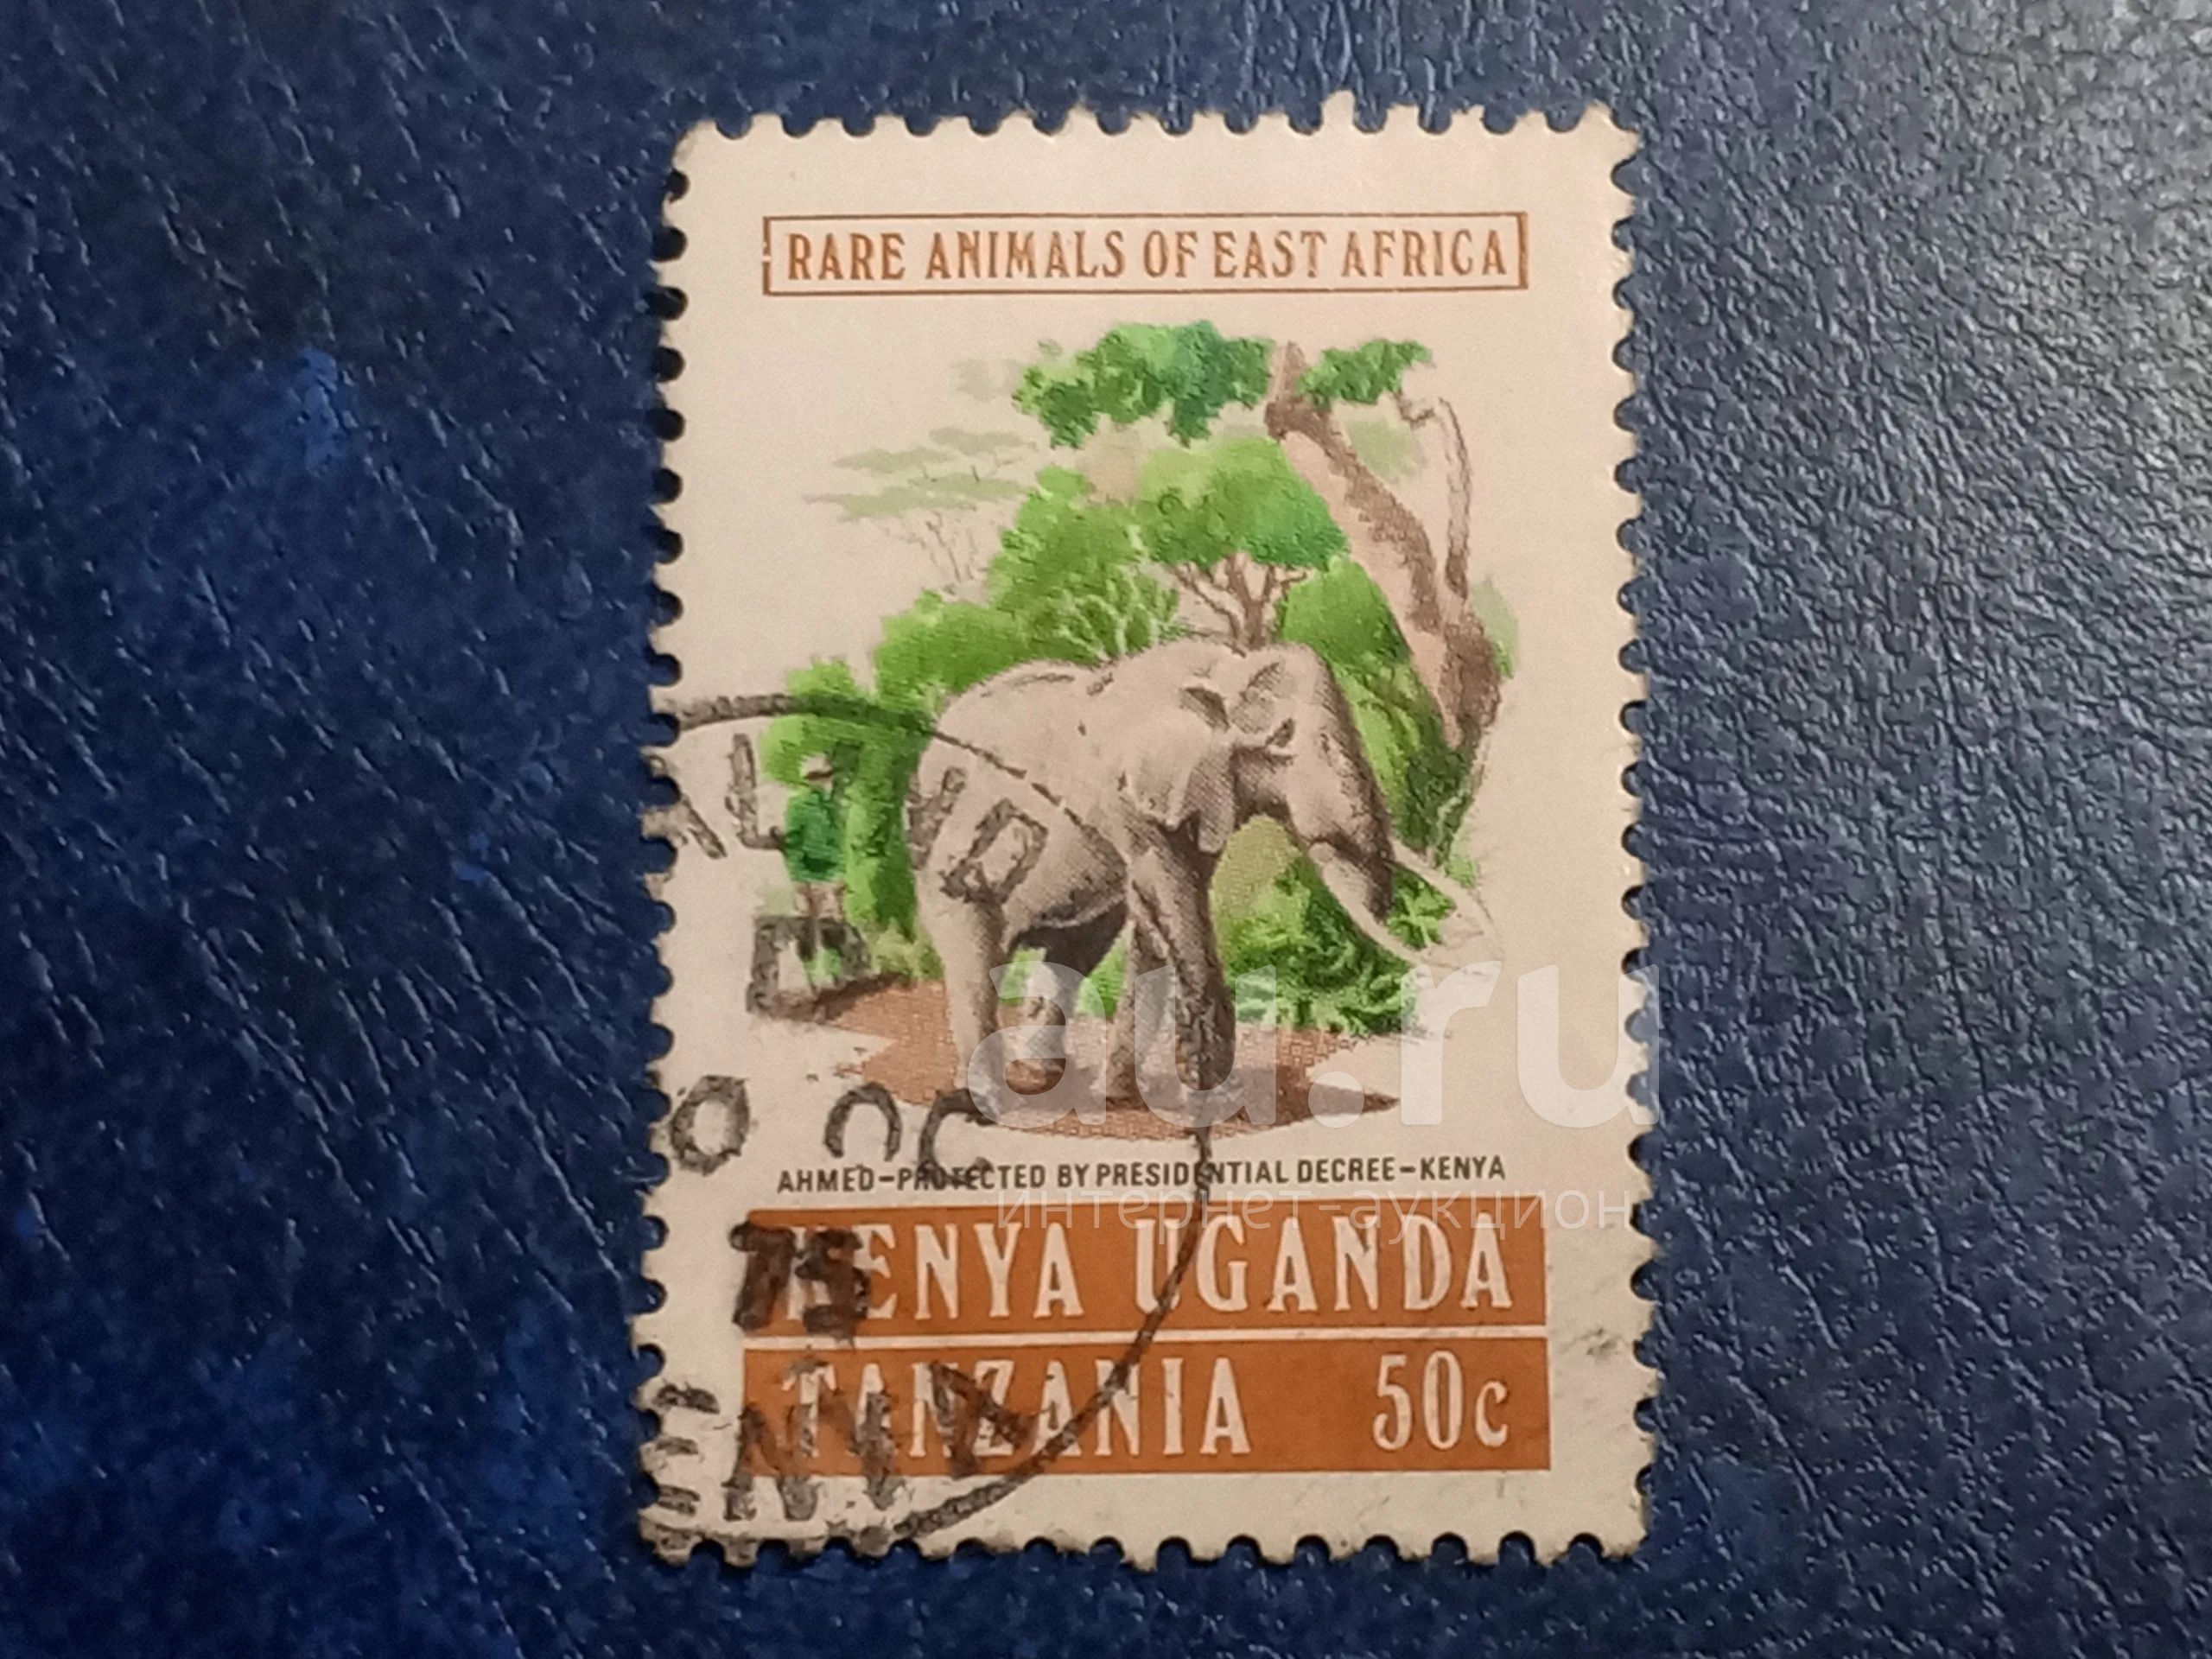 RARE ANIMALS OF EAST AFRICA
au.ru
AHMED-PROTECTED BY PRESIDENTIAL DECREE-KENYA
интернет-аукцион
KENYA UGANDA
75
TANZANIA 50c